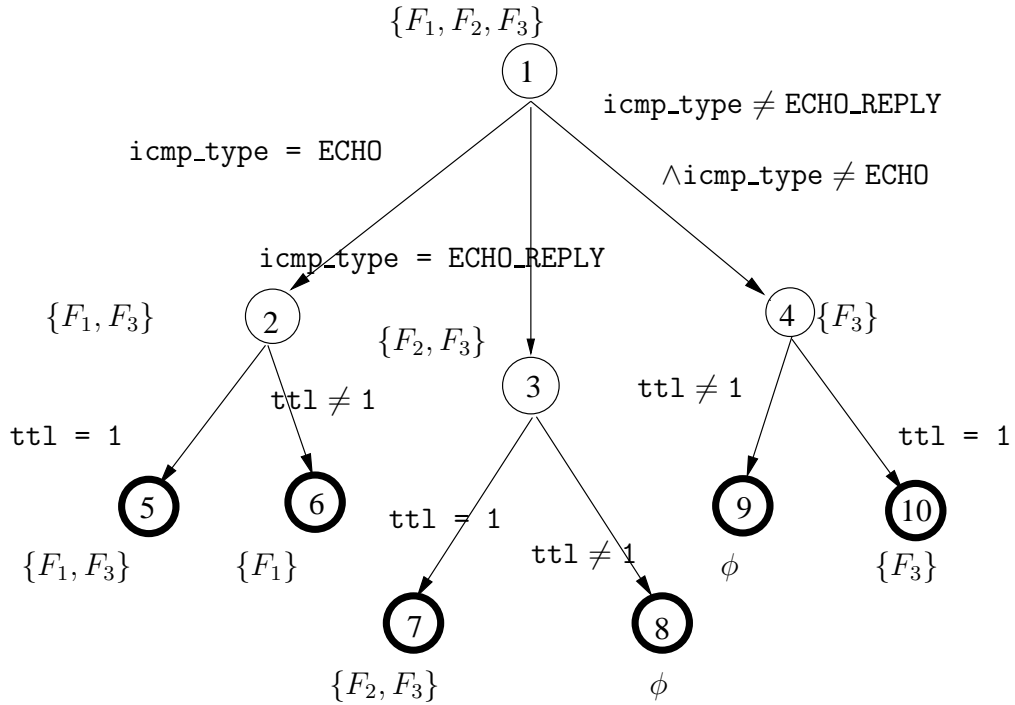 {F₁, F₂, F₃}
1
icmp_type ≠ ECHO_REPLY
icmp_type = ECHO
∧icmp_type ≠ ECHO
icmp_type = ECHO_REPLY
{F₁, F₃}
2
4
{F₃}
{F₂, F₃}
3
ttl ≠ 1
ttl ≠ 1
ttl = 1
ttl = 1
5
6
9
10
ttl = 1
ttl ≠ 1
{F₁, F₃}
{F₁}
ϕ
{F₃}
7
8
{F₂, F₃}
ϕ